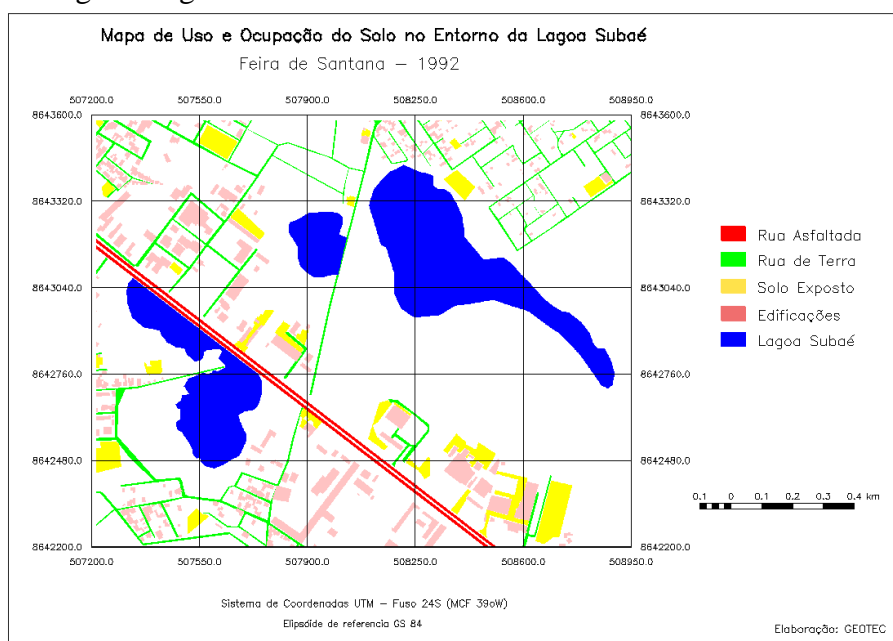 Mapa de Uso e Ocupação do Solo no Entorno da Lagoa Subaé
Feira de Santana – 1992
507200.0 507550.0 507900.0 508250.0 508600.0 508950.0
8643600.0 8643600.0
8643320.0 8643320.0
8643040.0 8643040.0
8642760.0 8642760.0
8642480.0 8642480.0
8642200.0 8642200.0
507200.0 507550.0 507900.0 508250.0 508600.0 508950.0
Rua Asfaltada
Rua de Terra
Solo Exposto
Edificações
Lagoa Subaé
0.1 0 0.1 0.2 0.3 0.4 km
Sistema de Coordenadas UTM – Fuso 24S (MCF 39oW)
Elipsóide de referencia GS 84
Elaboração: GEOTEC